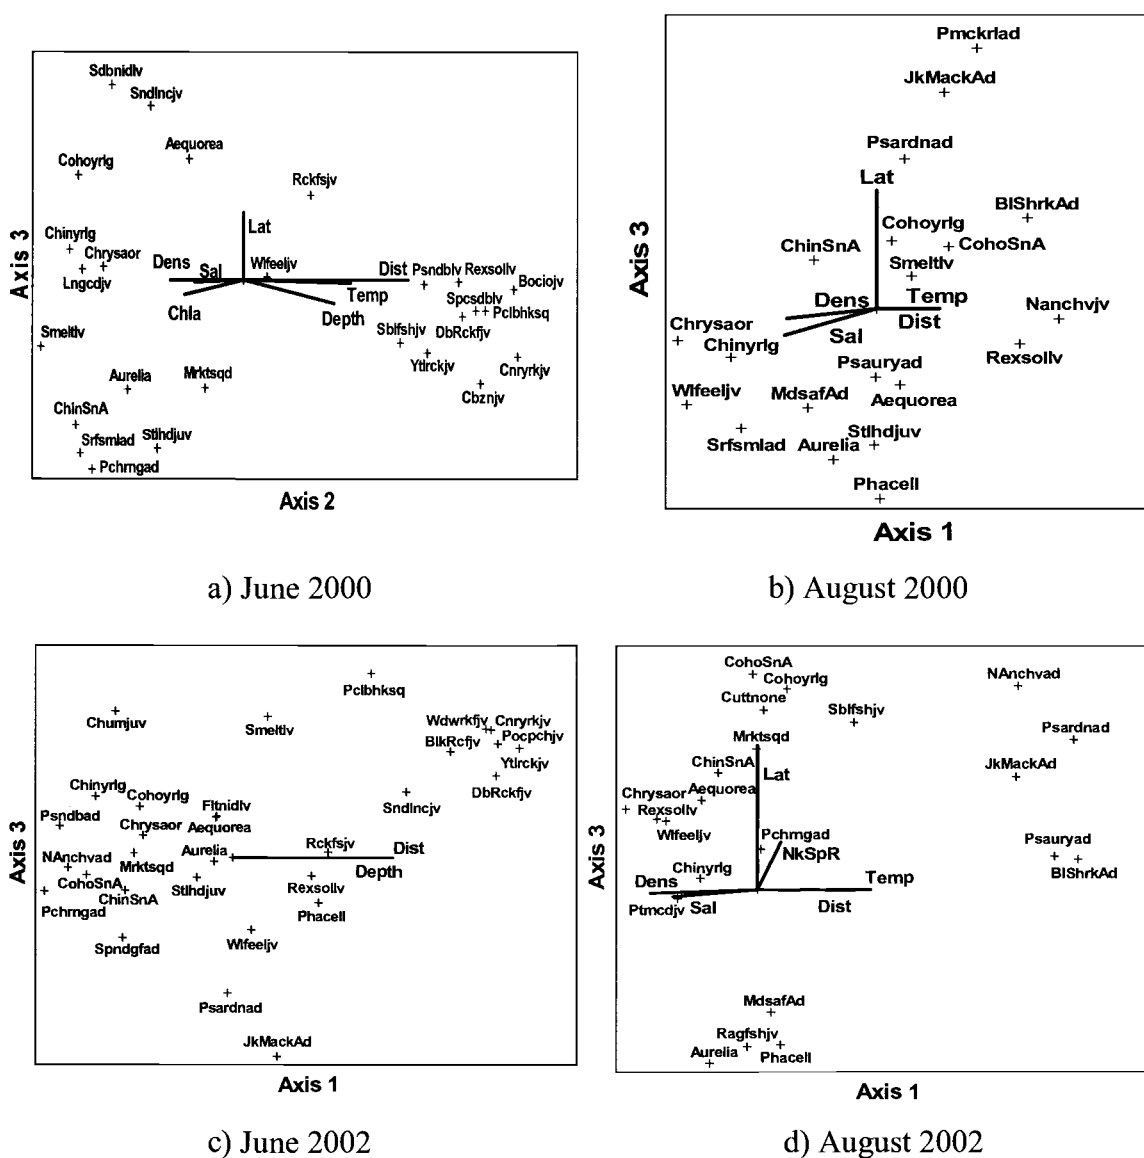 Sdbnidlv
Sndlncjv
Aequorea
Cohoyrlg
Rckfsjv
Lat
Chinyrlg
Chrysaor
Lngcdjv
Dens
Sal
Wlfeeljv
Dist
Psndblv
Rexsollv
Bociojv
Chla
Temp
Depth
Spcsdblv
Pclbhksq
Smeltlv
Sblfshjv
DbRckfjv
Ytlrckjv
Cnryrkjv
Aurelia
Mrktsqd
Cbznjv
ChinSnA
Srfsmlad
Stlhdjuv
Pchrngad
Axis 3
Axis 2
a) June 2000
Pmckrlad
JkMackAd
Psardnad
Lat
BlShrkAd
Cohoyrlg
ChinSnA
CohoSnA
Smeltlv
Dens
Temp
Nanchvjv
Chrysaor
Sal
Dist
Chinyrlg
Rexsollv
Psauryad
Wlfeeljv
MdsafAd
Aequorea
Srfsmlad
Aurelia
Stlhdjuv
Phacell
Axis 3
Axis 1
b) August 2000
Pclbhksq
Chumjuv
Smeltlv
Wdwrkfjv
Cnryrkjv
BlkRcfjv
Pocpchjv
Ytlrckjv
DbRckfjv
Sndlncjv
Chinyrlg
Cohoyrlg
Fltnidlv
Psndbad
Chrysaor
Aequorea
Rckfsjv
Dist
NAnchvad
Mrktsqd
Aurelia
Depth
CohoSnA
Stlhdjuv
Rexsollv
ChinSnA
Pchrngad
Phacell
Spndgfad
Wlfeeljv
Psardnad
JkMackAd
Axis 3
Axis 1
c) June 2002
CohoSnA
Cohoyrlg
NAnchvad
Cuttnone
Sblfshjv
Mrktsqd
Psardnad
ChinSnA
Lat
JkMackAd
Chrysaor
Aequorea
Rexsollv
Wlfeeljv
Pchrngad
NkSpR
Psauryad
BlShrkAd
Chinyrlg
Dens
Temp
Ptmcdjv
Sal
Dist
MdsafAd
Ragfshjv
Aurelia
Phacell
Axis 3
Axis 1
d) August 2002